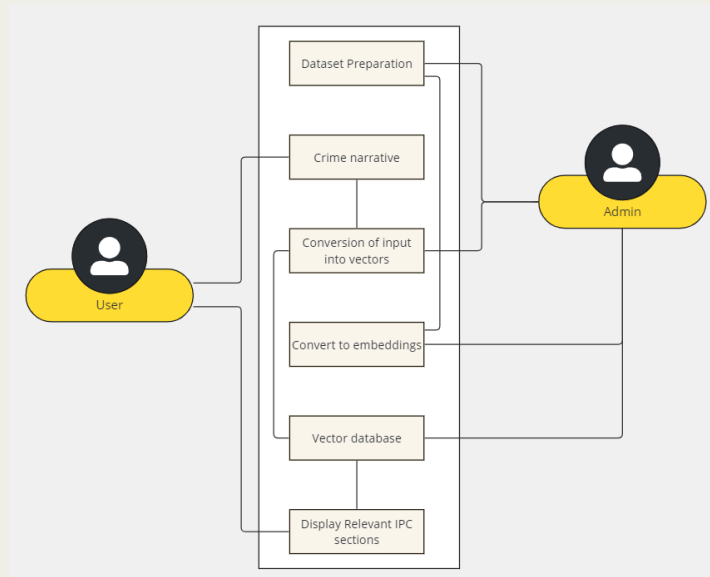 Dataset Preparation
Crime narrative
Admin
Conversion of input
into vectors
User
Convert to embeddings
Vector database
Display Relevant IPC
sections